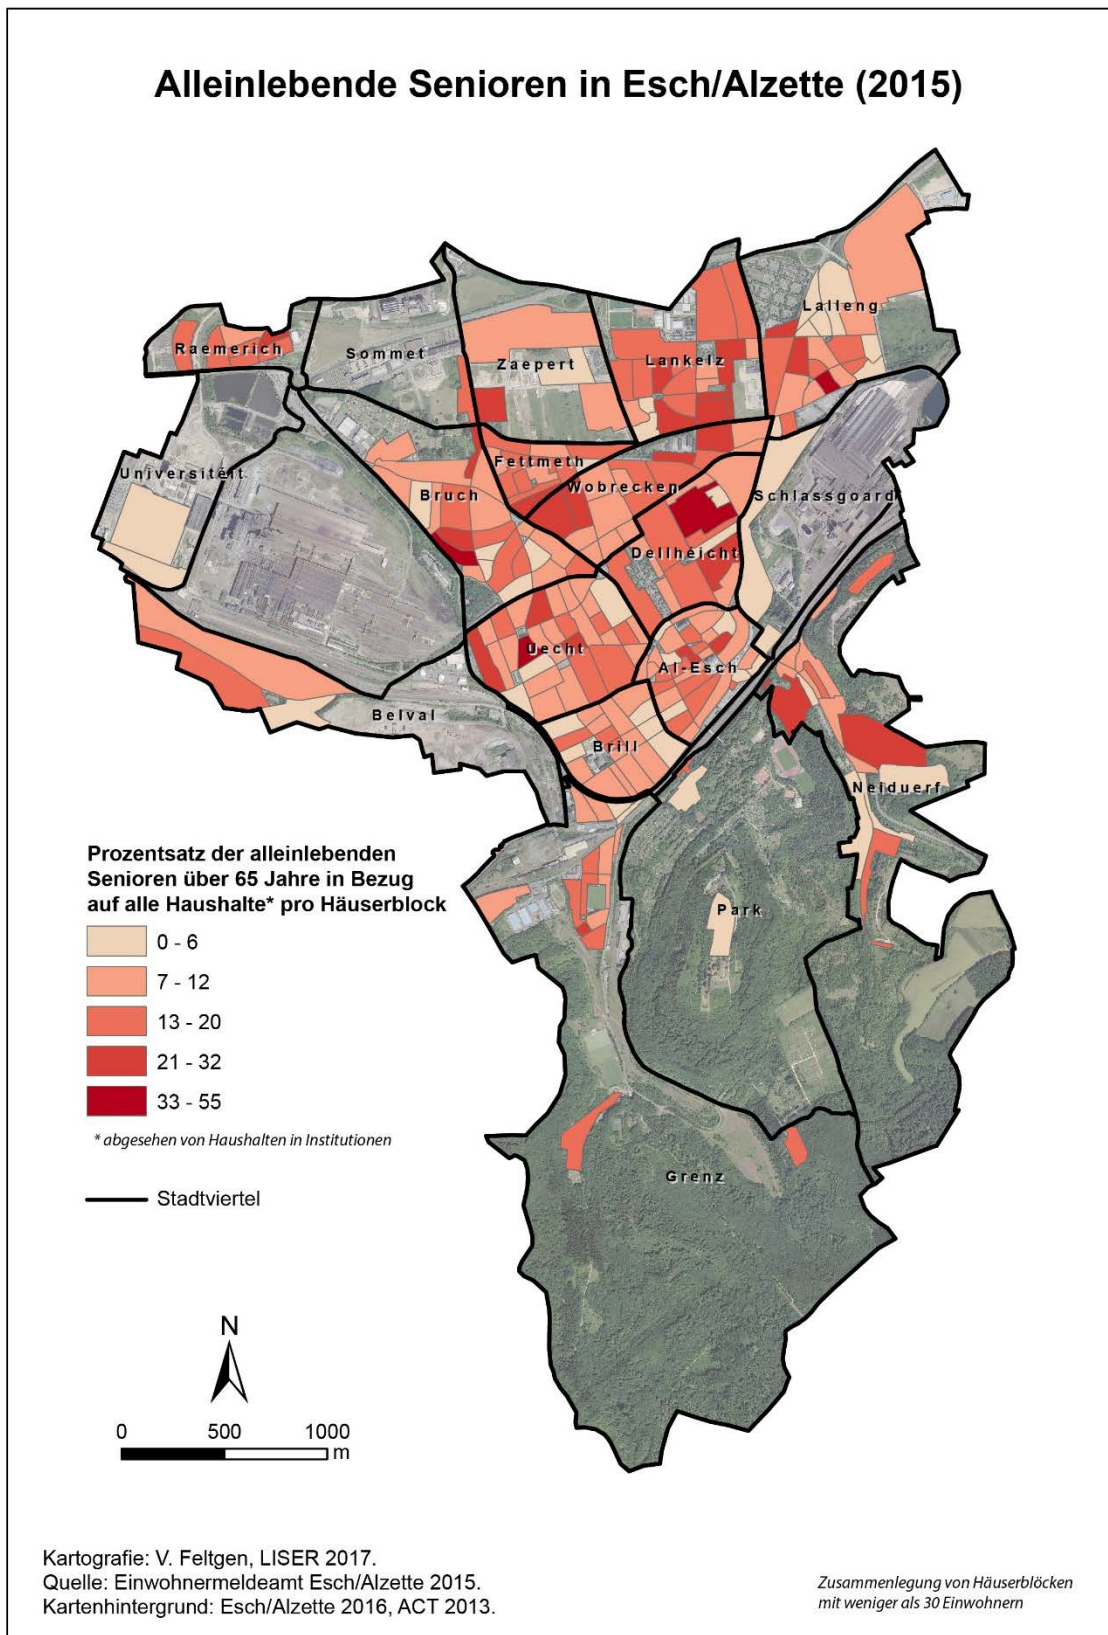 Alleinlebende Senioren in Esch/Alzette (2015)
Lalleng
Raemerich
Sommet
Zaepert
Lankelz
Universitéit
Fettmeth
Bruch
Wobrecken
Schlassgoard
Dellhéicht
Uecht
Al-Esch
Belval
Brill
Neiduerf
Prozentsatz der alleinlebenden
Senioren über 65 Jahre in Bezug
auf alle Haushalte* pro Häuserblock
Park
0 - 6
7 - 12
13 - 20
21 - 32
33 - 55
* abgesehen von Haushalten in Institutionen
Grenz
Stadtviertel
N
0 500 1000
m
Kartografie: V. Feltgen, LISER 2017.
Quelle: Einwohnermeldeamt Esch/Alzette 2015.
Kartenhintergrund: Esch/Alzette 2016, ACT 2013.
Zusammenlegung von Häuserblöcken
mit weniger als 30 Einwohnern